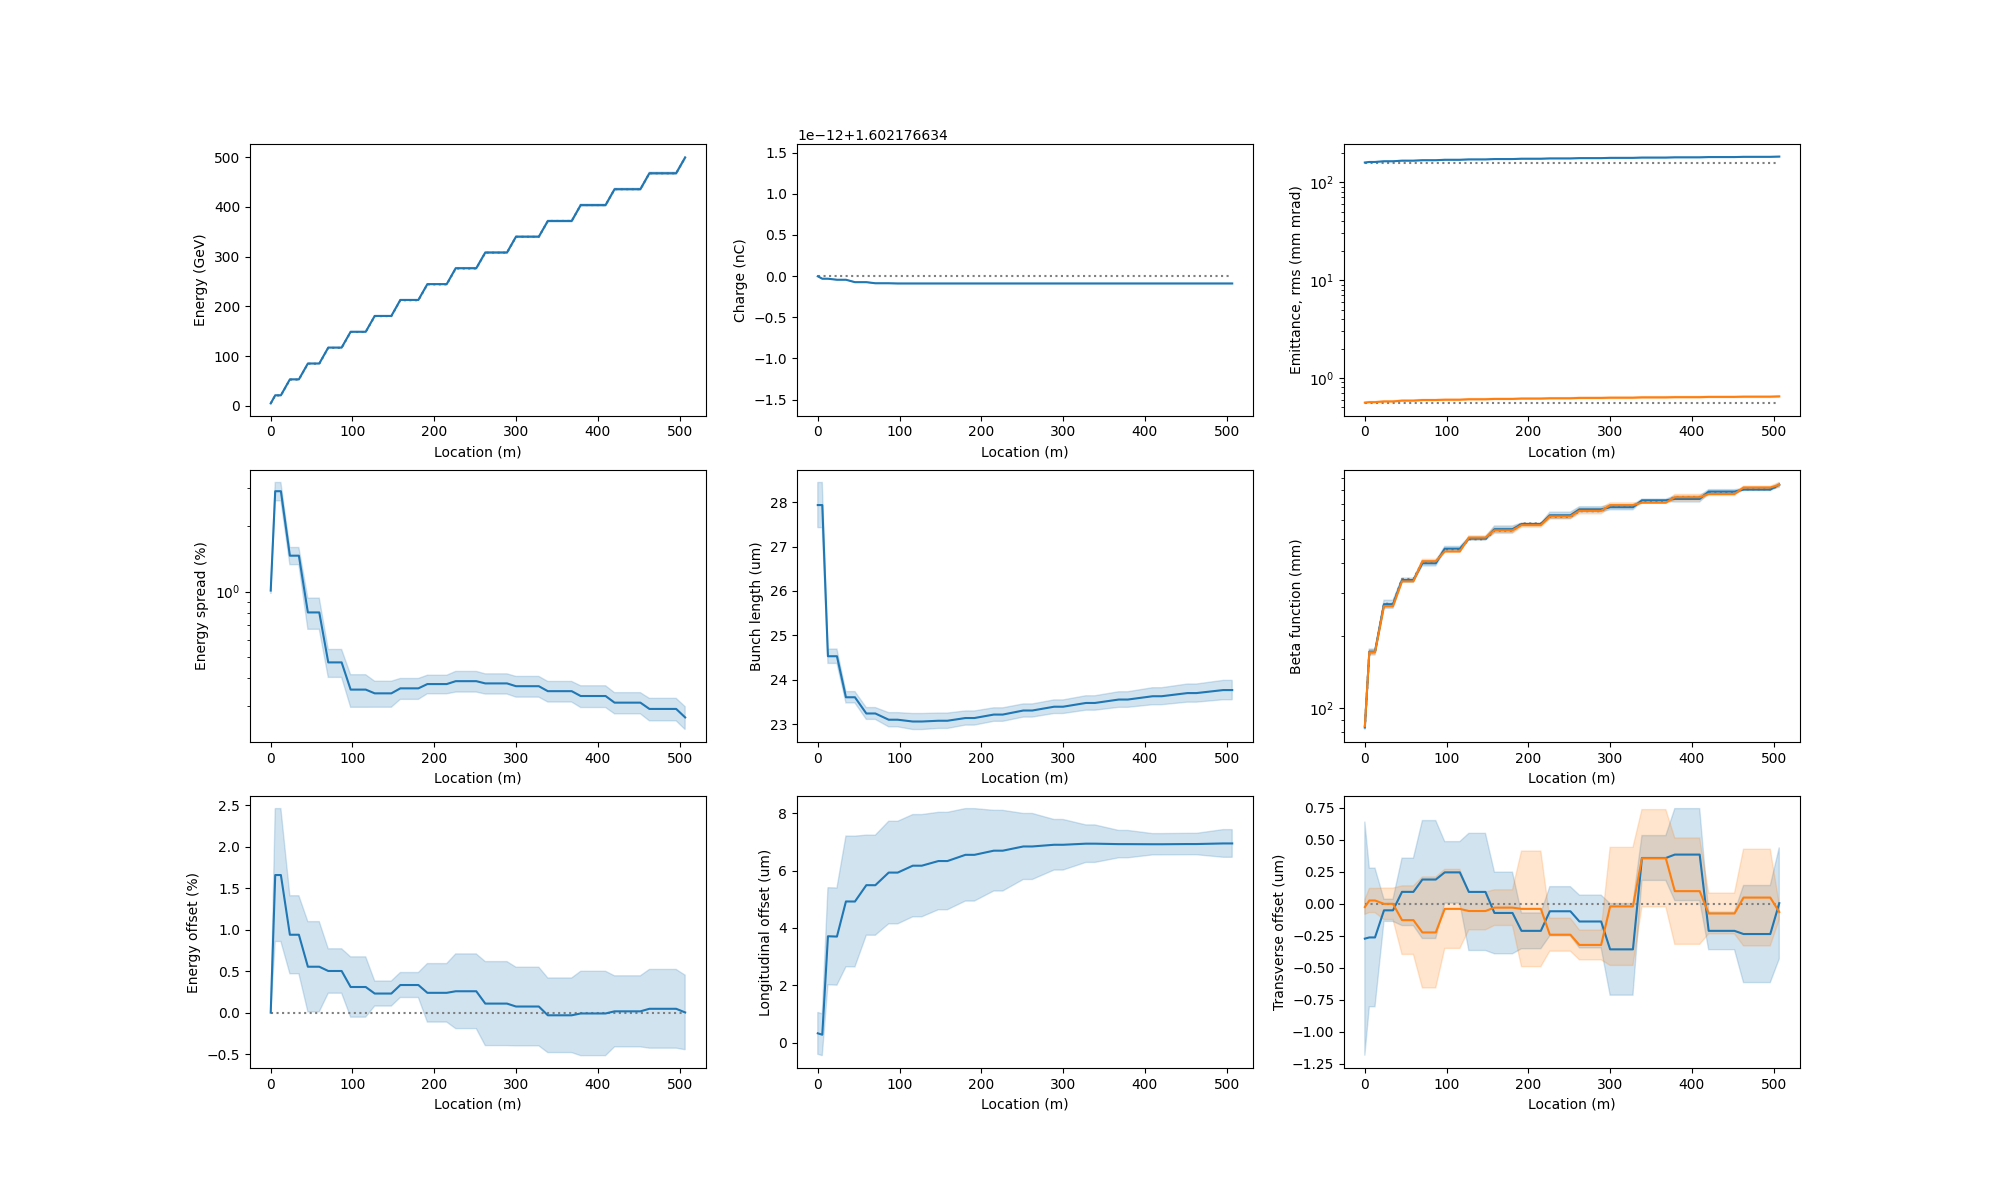 500
400
300
200
100
0
Energy (GeV)
0 100 200 300 400 500
Location (m)
1e−12+1.602176634
1.5
1.0
0.5
0.0
−0.5
−1.0
−1.5
Charge (nC)
0 100 200 300 400 500
Location (m)
10²
10¹
10⁰
Emittance, rms (mm mrad)
0 100 200 300 400 500
Location (m)
10⁰
Energy spread (%)
0 100 200 300 400 500
Location (m)
28
27
26
25
24
23
Bunch length (um)
0 100 200 300 400 500
Location (m)
10²
Beta function (mm)
0 100 200 300 400 500
Location (m)
2.5
2.0
1.5
1.0
0.5
0.0
−0.5
Energy offset (%)
0 100 200 300 400 500
Location (m)
8
6
4
2
0
Longitudinal offset (um)
0 100 200 300 400 500
Location (m)
0.75
0.50
0.25
0.00
−0.25
−0.50
−0.75
−1.00
−1.25
Transverse offset (um)
0 100 200 300 400 500
Location (m)